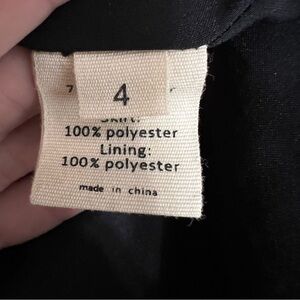 4
100% polyester
Lining:
100% polyester
made in china